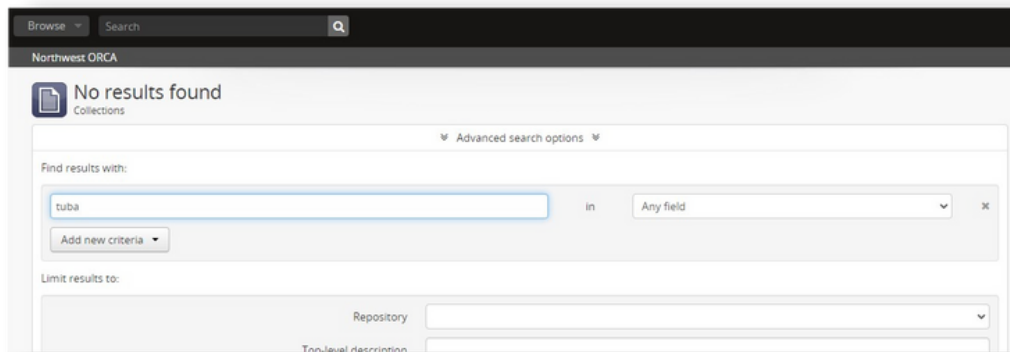 Browse Search
Northwest ORCA
No results found
Collections
Advanced search options
Find results with:
tuba in Any field
Add new criteria
Limit results to:
Repository
Top-level description